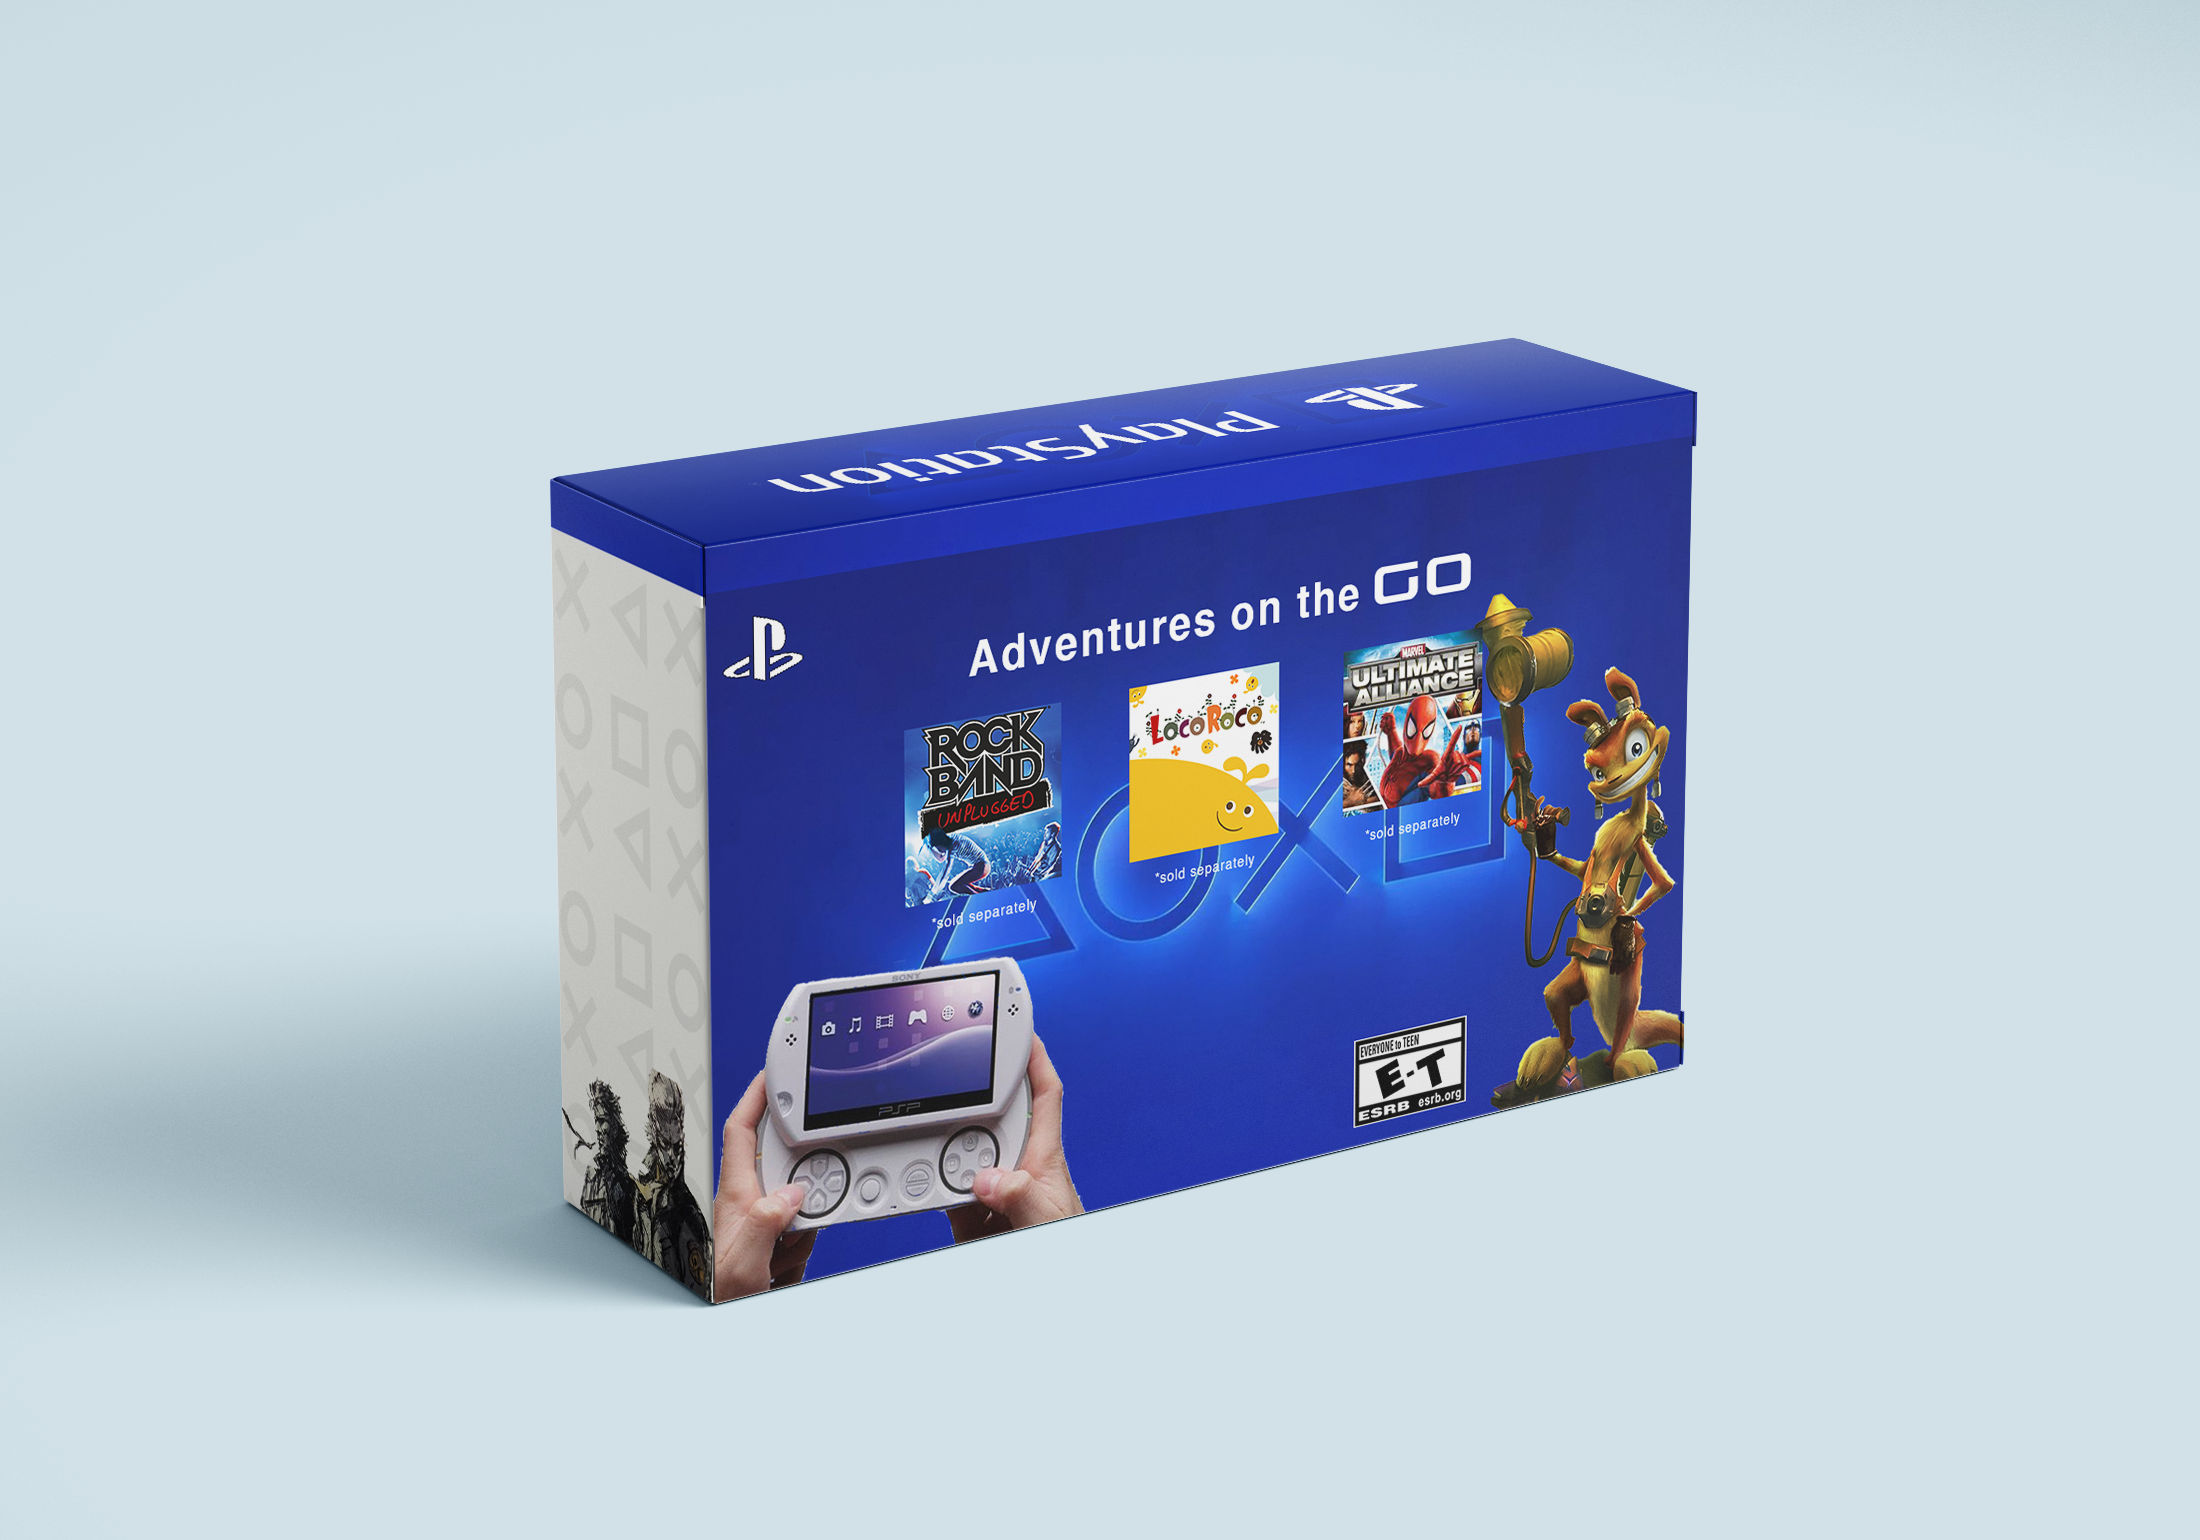 PlayStation
Adventures on the GO
ROCK
BAND
UNPLUGGED
*sold separately
LocoRoco
*sold separately
MARVEL
ULTIMATE
ALLIANCE
*sold separately
SONY
PSP
EVERYONE to TEEN
E-T
ESRB esrb.org